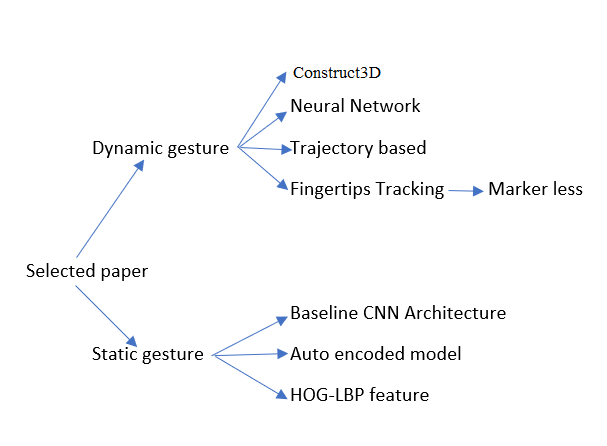 Construct3D
Neural Network
Dynamic gesture
Trajectory based
Fingertips Tracking
Marker less
Selected paper
Baseline CNN Architecture
Static gesture
Auto encoded model
HOG-LBP feature